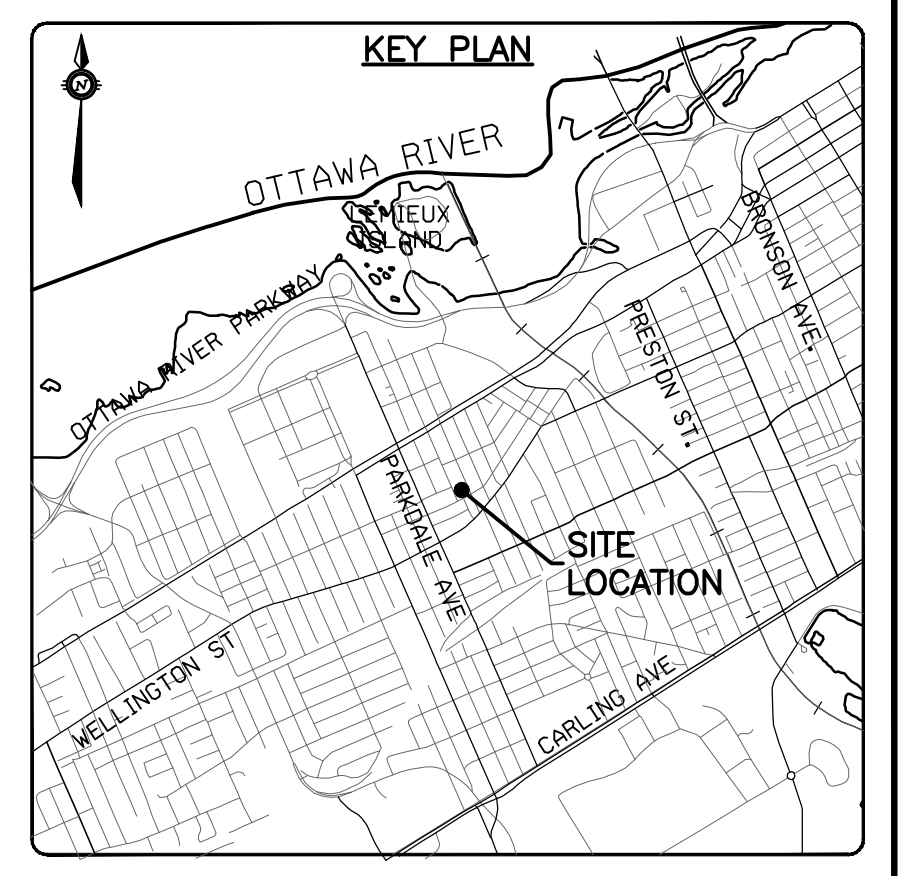 KEY PLAN
N
OTTAWA RIVER
LEMIEUX
ISLAND
BRONSON AVE.
OTTAWA RIVER PARKWAY
PRESTON ST.
PARKDALE AVE
SITE
LOCATION
WELLINGTON ST
CARLING AVE